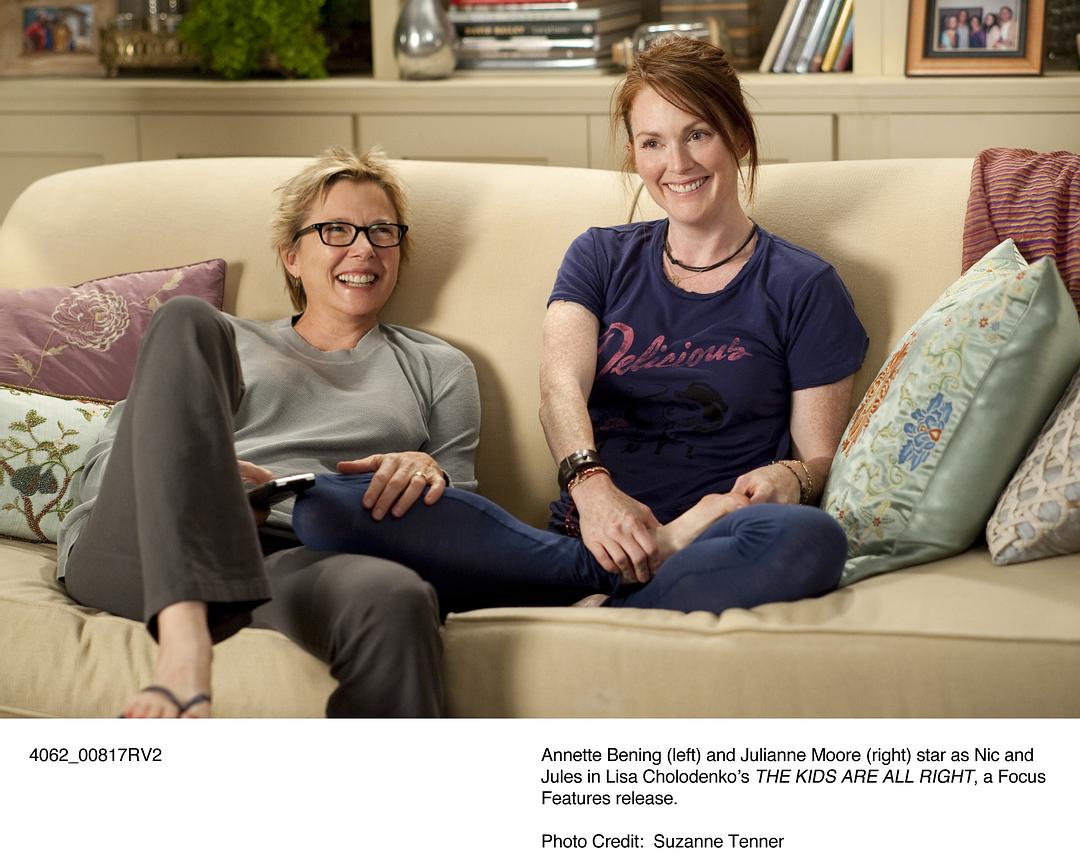 Delicious
4062_00817RV2
Annette Bening (left) and Julianne Moore (right) star as Nic and
Jules in Lisa Cholodenko's THE KIDS ARE ALL RIGHT, a Focus
Features release.
Photo Credit:  Suzanne Tenner